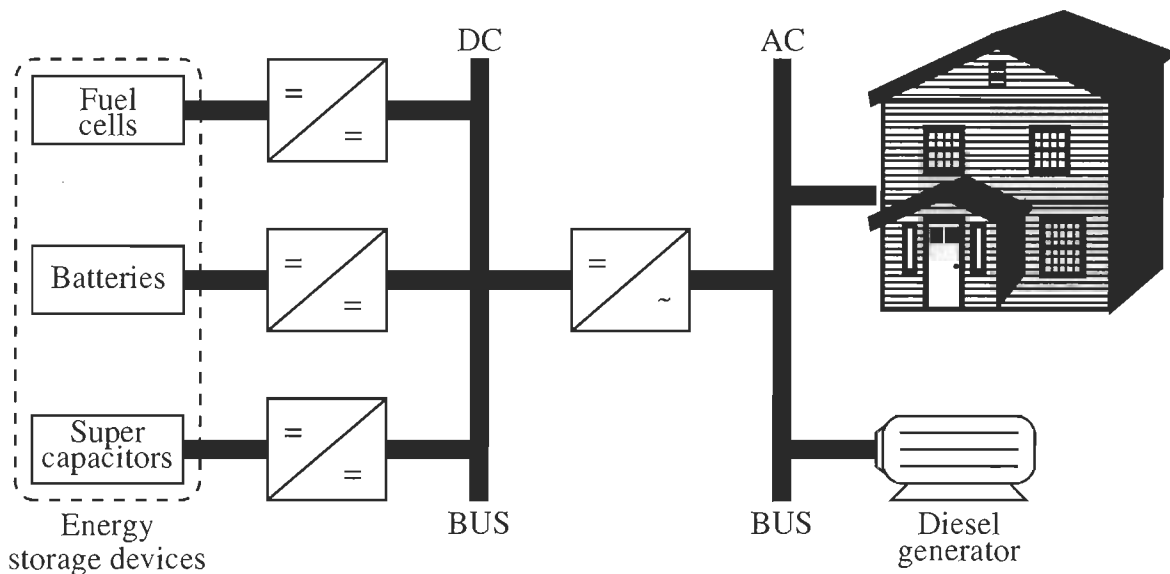 DC
AC
Fuel
cells
=
=
Batteries
=
=
=
~
Super
capacitors
=
=
Energy
storage devices
BUS
BUS
Diesel
generator